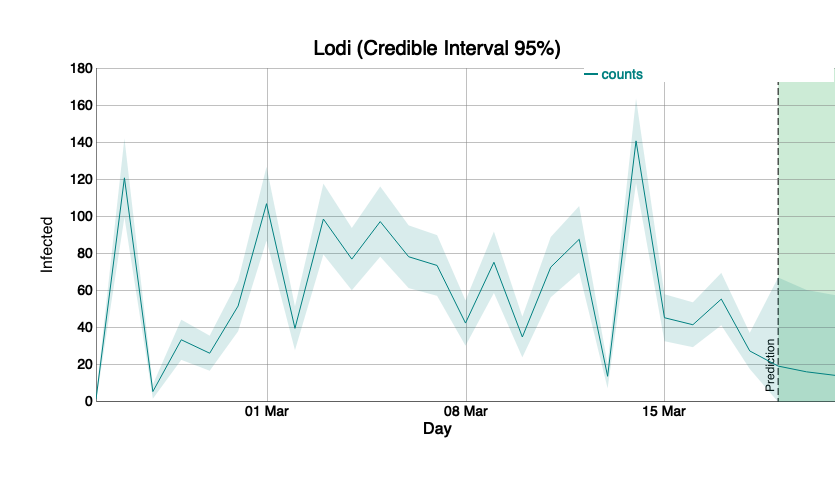 Lodi (Credible Interval 95%)
counts
180
160
140
120
100
80
60
40
20
0
Infected
Prediction
01 Mar
08 Mar
15 Mar
Day